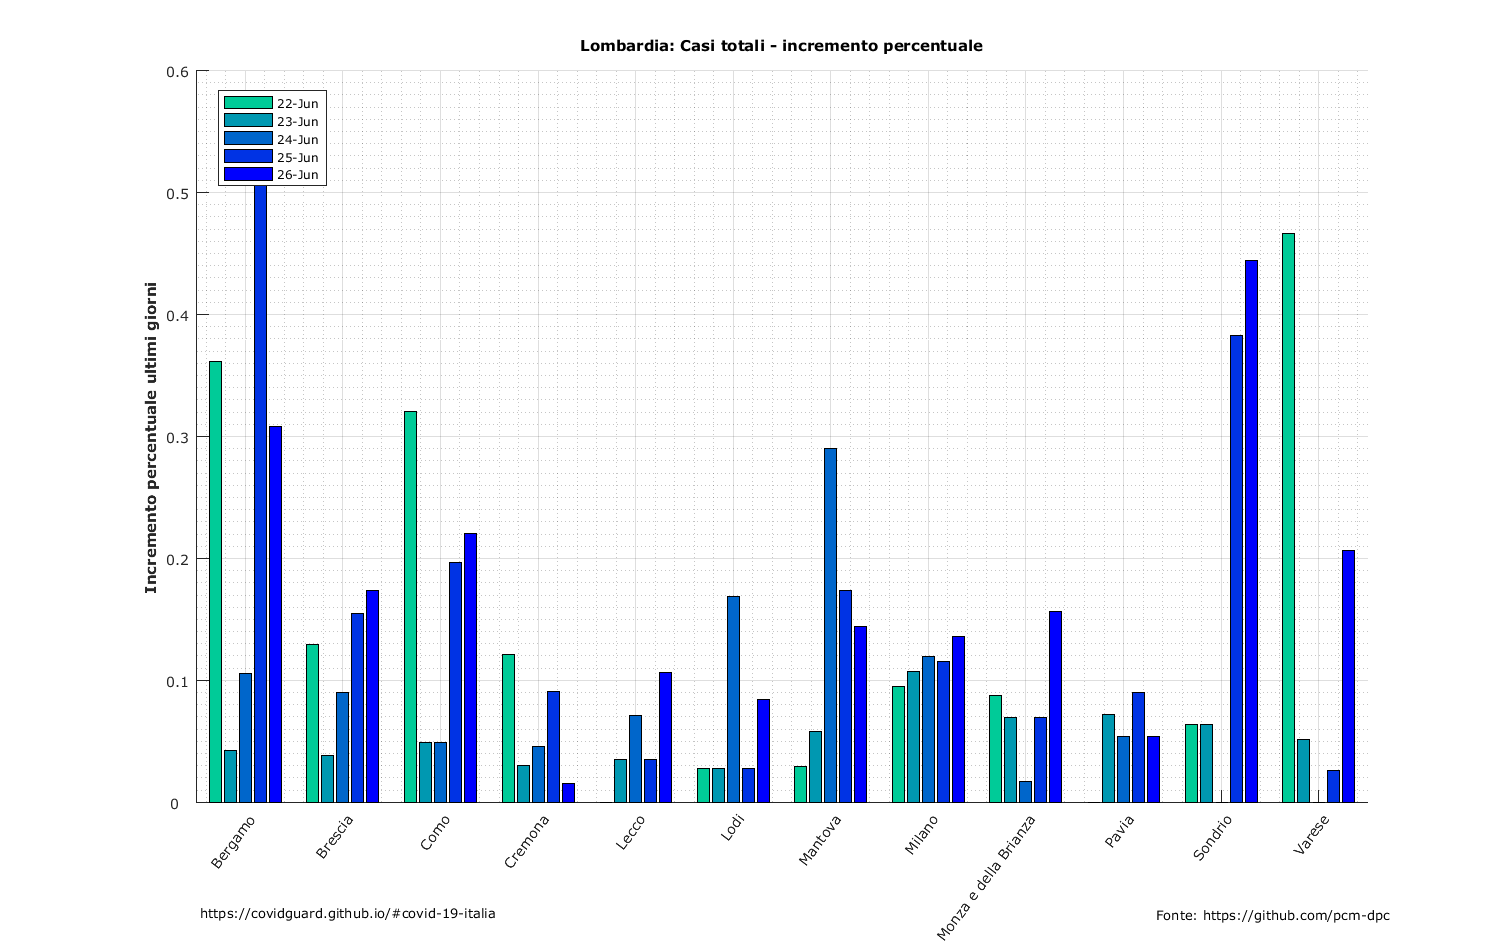 Lombardia: Casi totali - incremento percentuale
Incremento percentuale ultimi giorni
0.6
0.5
0.4
0.3
0.2
0.1
0
22-Jun
23-Jun
24-Jun
25-Jun
26-Jun
Bergamo
Brescia
Como
Cremona
Lecco
Lodi
Mantova
Milano
Monza e della Brianza
Pavia
Sondrio
Varese
https://covidguard.github.io/#covid-19-italia
Fonte: https://github.com/pcm-dpc